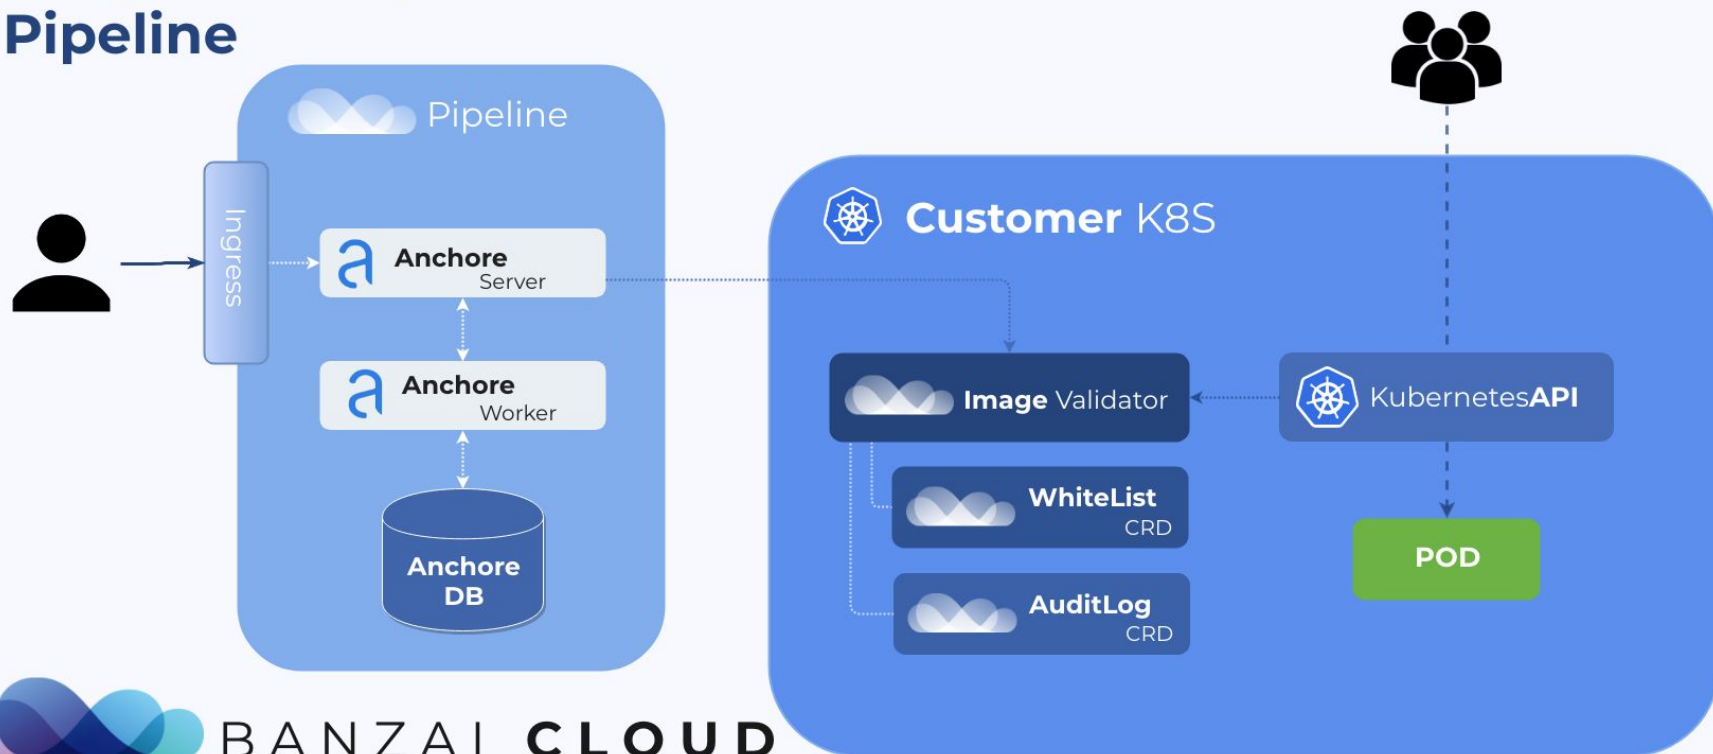 Pipeline
Pipeline
Ingress
Anchore
Server
Anchore
Worker
Anchore
DB
Customer K8S
Image Validator
KubernetesAPI
WhiteList
CRD
AuditLog
CRD
POD
BANZAI CLOUD